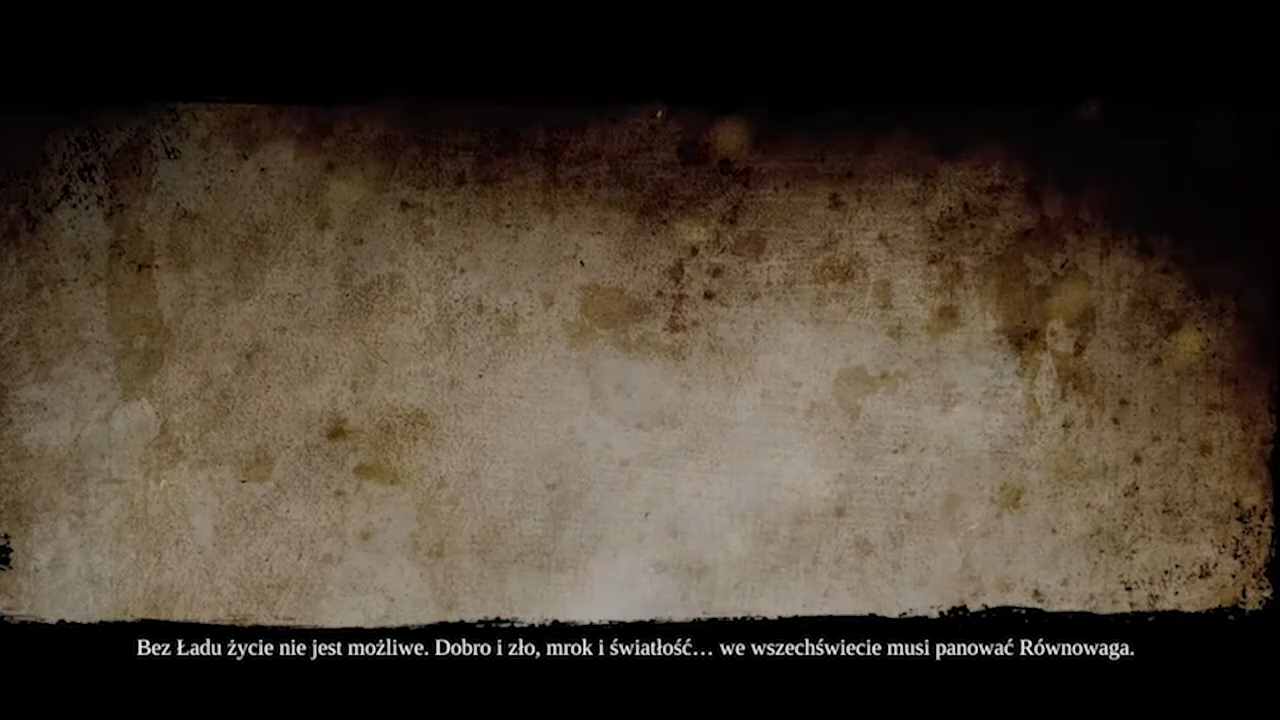 Bez Ładu życie nie jest możliwe. Dobro i zło, mrok i światłość… we wszechświecie musi panować Równowaga.